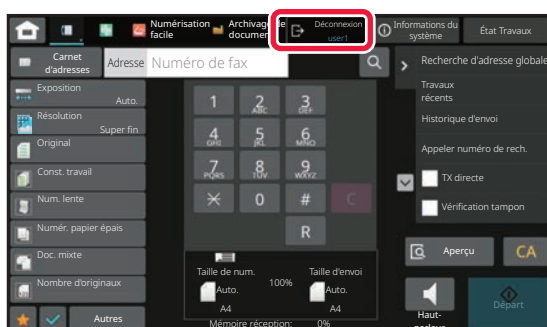 Numérisation facile
Archivage de documen
Déconnexion
user1
Informations du système
État Travaux
Carnet d'adresses
Adresse
Numéro de fax
Recherche d'adresse globale
Exposition
Auto.
Résolution
Super fin
Original
Const. travail
Num. lente
Numér. papier épais
Doc. mixte
Nombre d'originaux
Autres
1
2 ABC
3 DEF
4 GHI
5 JKL
6 MNO
7 PQRS
8 TUV
9 WXYZ
0
#
C
R
Taille de num.
100%
Taille d'envoi
Auto.
Auto.
A4
A4
Mémoire réception: 0%
Travaux récents
Historique d'envoi
Appeler numéro de rech.
TX directe
Vérification tampon
Aperçu
CA
Haut-parleur
Départ